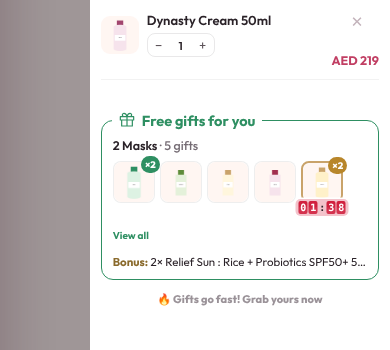 Dynasty Cream 50ml
− 1 +
AED 219
Free gifts for you
2 Masks · 5 gifts
×2
×2
01:38
View all
Bonus: 2× Relief Sun : Rice + Probiotics SPF50+ 5...
🔥 Gifts go fast! Grab yours now